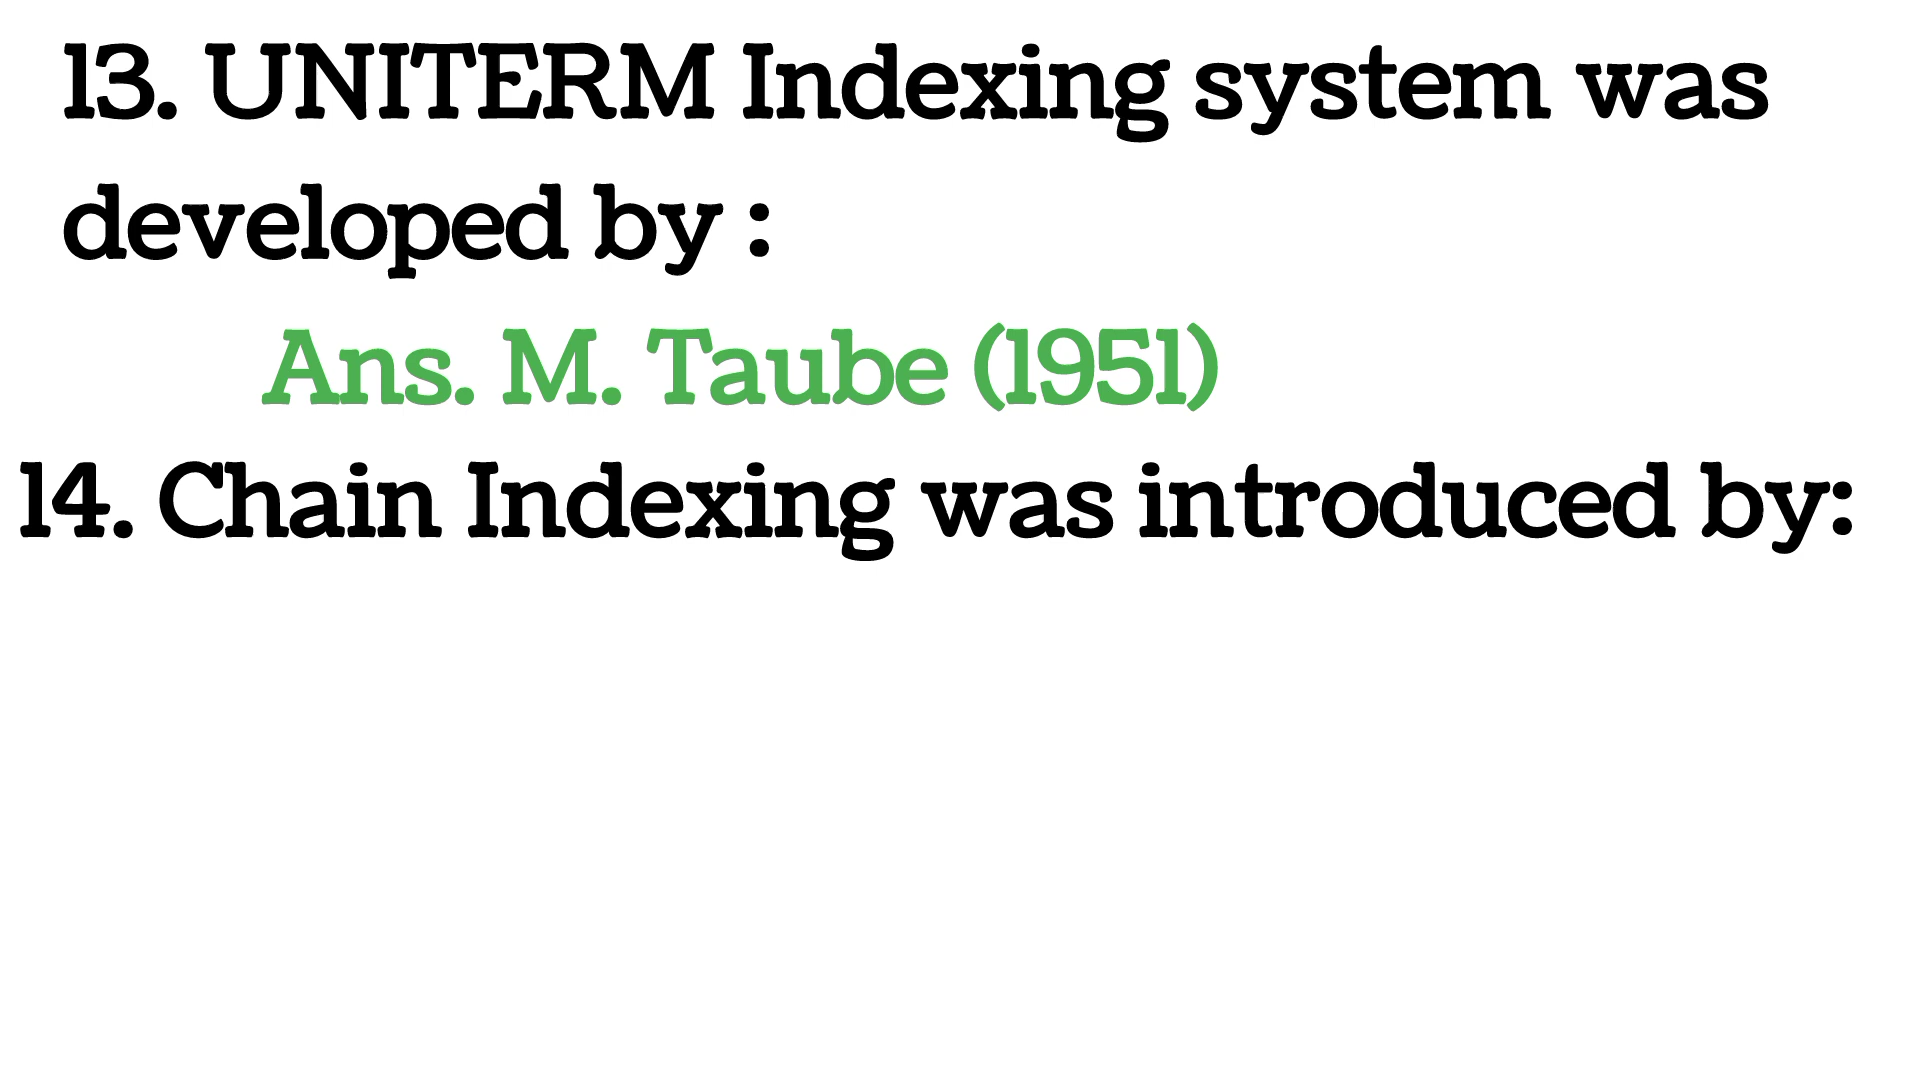 13. UNITERM Indexing system was
developed by :
Ans. M. Taube (1951)
14. Chain Indexing was introduced by: